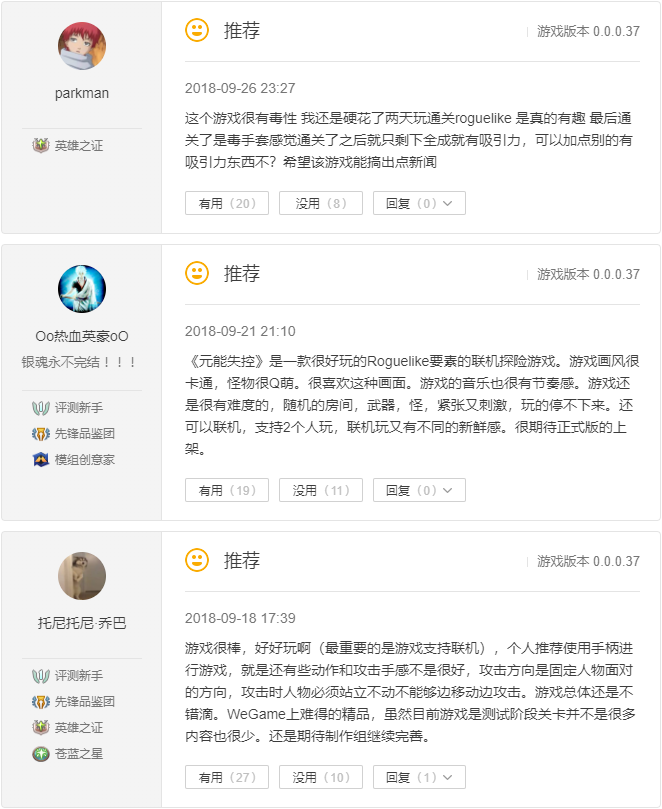 推荐
游戏版本 0.0.0.37
parkman
英雄之证
2018-09-26 23:27
这个游戏很有毒性 我还是硬花了两天玩通关roguelike 是真的有趣 最后通
关了是毒手套感觉通关了之后就只剩下全成就有吸引力，可以加点别的有
吸引力东西不？希望该游戏能搞出点新闻
有用（20） 没用（8） 回复（0）
推荐
游戏版本 0.0.0.37
Oo热血英豪oO
银魂永不完结！！！
评测新手
先锋品鉴团
模组创意家
2018-09-21 21:10
《元能失控》是一款很好玩的Roguelike要素的联机探险游戏。游戏画风很
卡通，怪物很Q萌。很喜欢这种画面。游戏的音乐也很有节奏感。游戏还
是很有难度的，随机的房间，武器，怪，紧张又刺激，玩的停不下来。还
可以联机，支持2个人玩，联机玩又有不同的新鲜感。很期待正式版的上
架。
有用（19） 没用（11） 回复（0）
推荐
游戏版本 0.0.0.37
托尼托尼·乔巴
评测新手
先锋品鉴团
英雄之证
苍蓝之星
2018-09-18 17:39
游戏很棒，好好玩啊（最重要的是游戏支持联机），个人推荐使用手柄进
行游戏，就是还有些动作和攻击手感不是很好，攻击方向是固定人物面对
的方向，攻击时人物必须站立不动不能够边移动边攻击。游戏总体还是不
错滴。WeGame上难得的精品，虽然目前游戏是测试阶段关卡并不是很多
内容也很少。还是期待制作组继续完善。
有用（27） 没用（10） 回复（1）